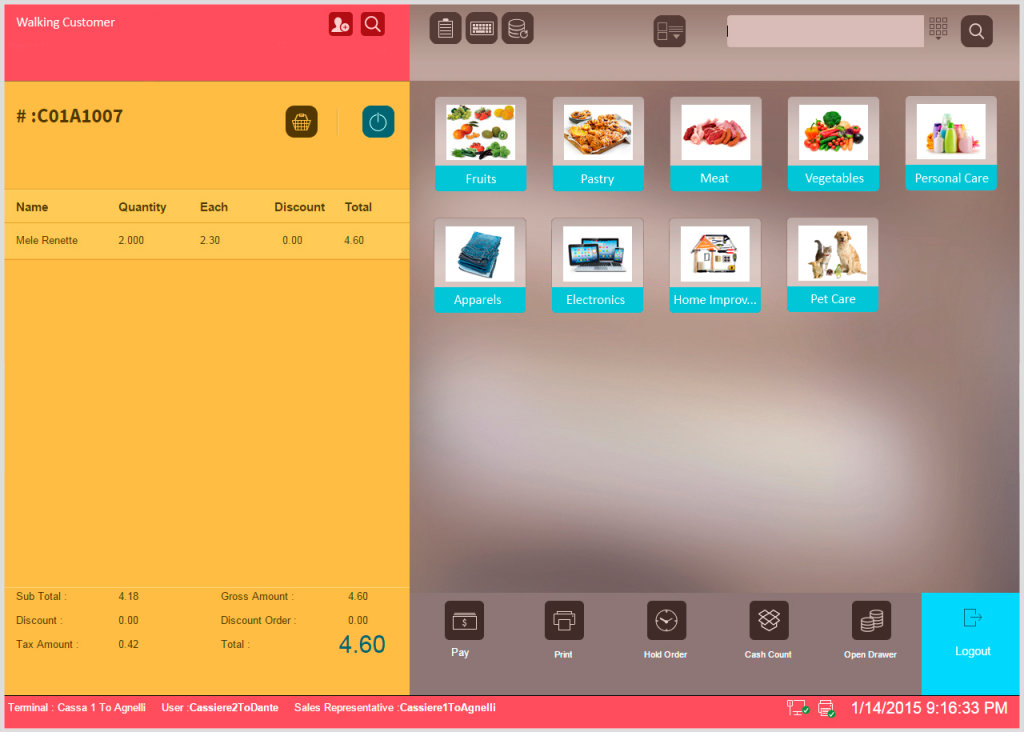 Walking Customer
# :C01A1007
Name Quantity Each Discount Total
Mele Renette 2.000 2.30 0.00 4.60
Sub Total : 4.18 Gross Amount : 4.60
Discount : 0.00 Discount Order : 0.00
Tax Amount : 0.42 Total : 4.60
Fruits Pastry Meat Vegetables Personal Care
Apparels Electronics Home Improv... Pet Care
$
Pay Print Hold Order Cash Count Open Drawer Logout
Terminal : Cassa 1 To Agnelli User :Cassiere2ToDante Sales Representative :Cassiere1ToAgnelli 1/14/2015 9:16:33 PM